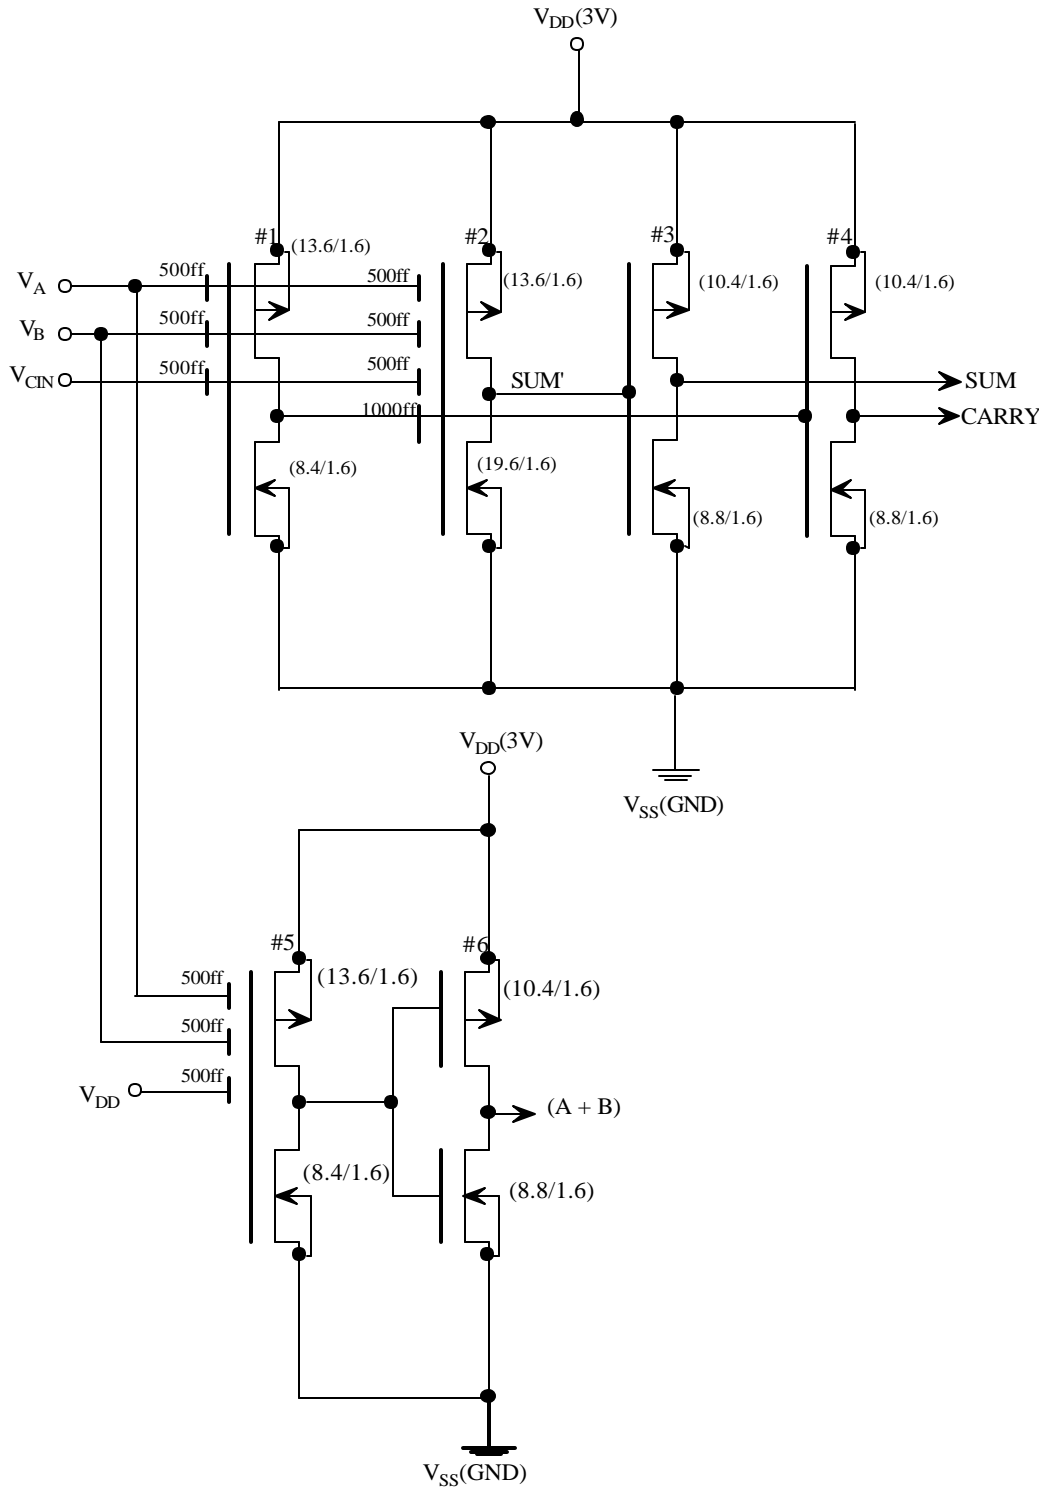 VDD(3V)
#1
(13.6/1.6)
#2
#3
#4
VA
500ff
500ff
(13.6/1.6)
(10.4/1.6)
(10.4/1.6)
VB
500ff
500ff
VCIN
500ff
500ff
SUM'
SUM
1000ff
CARRY
(8.4/1.6)
(19.6/1.6)
(8.8/1.6)
(8.8/1.6)
VDD(3V)
VSS(GND)
#5
#6
500ff
(13.6/1.6)
(10.4/1.6)
500ff
VDD
500ff
(A + B)
(8.4/1.6)
(8.8/1.6)
VSS(GND)